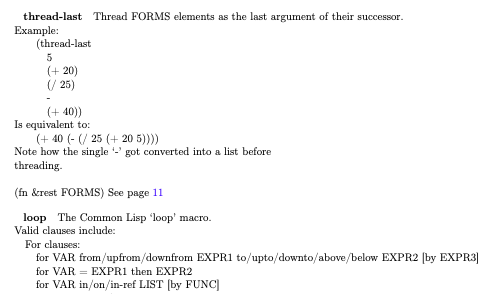 thread-last Thread FORMS elements as the last argument of their successor.
Example:
(thread-last
5
(+ 20)
(/ 25)
-
(+ 40))
Is equivalent to:
(+ 40 (- (/ 25 (+ 20 5))))
Note how the single ‘-’ got converted into a list before
threading.
(fn &rest FORMS) See page 11
loop The Common Lisp ‘loop’ macro.
Valid clauses include:
For clauses:
for VAR from/upfrom/downfrom EXPR1 to/upto/downto/above/below EXPR2 [by EXPR3]
for VAR = EXPR1 then EXPR2
for VAR in/on/in-ref LIST [by FUNC]